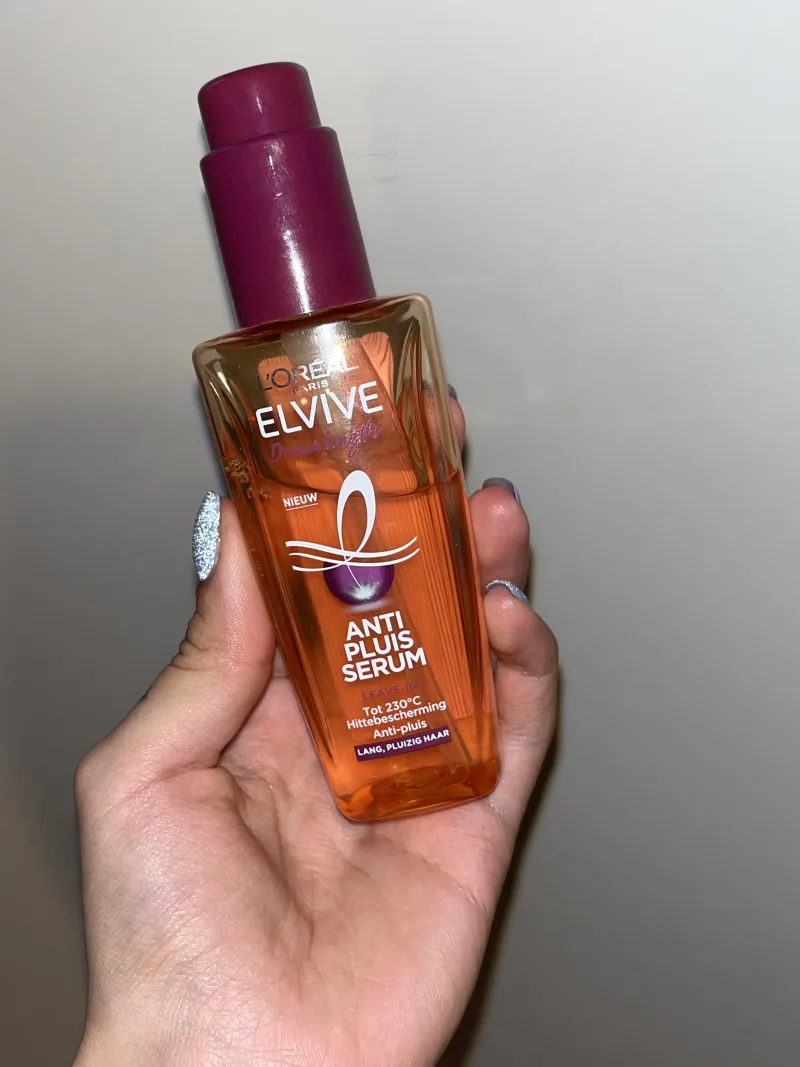 L'ORÉAL
PARIS
ELVIVE
Dream Lengths
NIEUW
ANTI
PLUIS
SERUM
LEAVE-IN
Tot 230°C
Hittebescherming
Anti-pluis
LANG, PLUIZIG HAAR